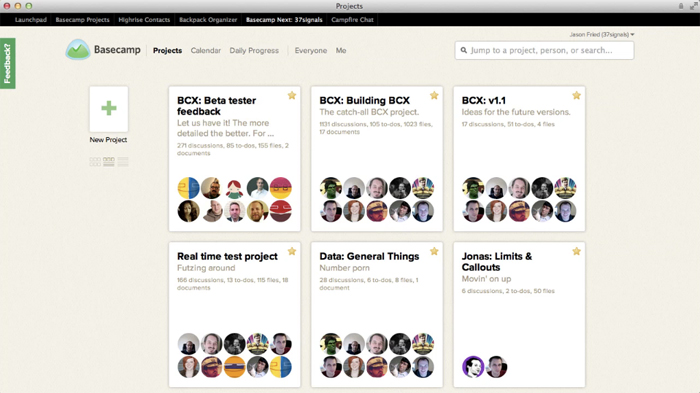 Projects
Launchpad Basecamp Projects Highrise Contacts Backpack Organizer Basecamp Next: 37signals Campfire Chat
Jason Fried (37signals)
Feedback?
Basecamp Projects Calendar Daily Progress Everyone Me
Jump to a project, person, or search...
New Project
BCX: Beta tester
feedback
Let us have it! The more
detailed the better. For ...
271 discussions, 85 to-dos, 155 files, 2
documents
BCX: Building BCX
The catch-all BCX project.
1131 discussions, 105 to-dos, 1023 files,
17 documents
BCX: v1.1
Ideas for the future versions.
17 discussions, 51 to-dos, 4 files
Real time test project
Futzing around
166 discussions, 13 to-dos, 115 files, 18
documents
Data: General Things
Number porn
28 discussions, 6 to-dos, 8 files, 1
document
Jonas: Limits &
Callouts
Movin' on up
6 discussions, 2 to-dos, 50 files